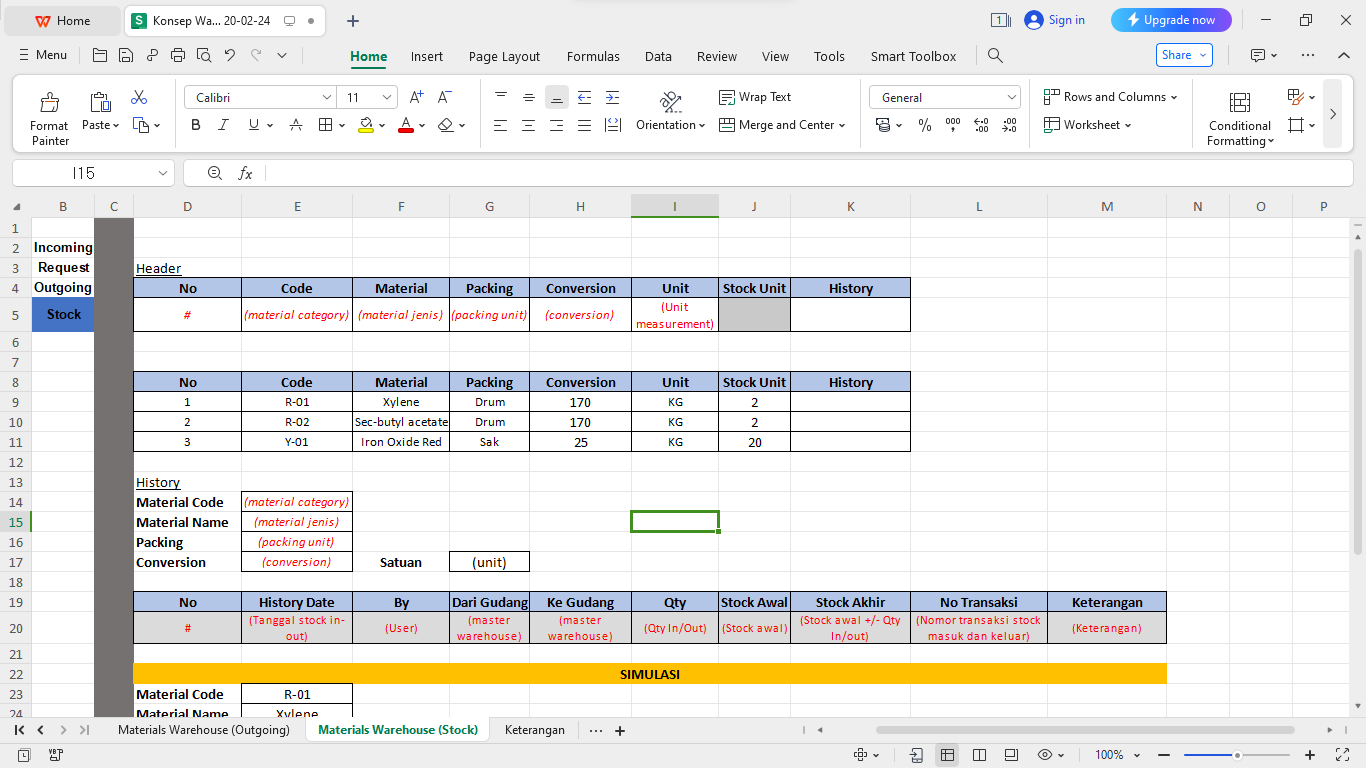 Home
S Konsep Wa... 20-02-24
+
1
Sign in
Upgrade now
Menu
Home Insert Page Layout Formulas Data Review View Tools Smart Toolbox
Share
Format Painter
Paste
Calibri 11
B I U A
A+ A-
Orientation
Wrap Text
Merge and Center
General
% 000
Rows and Columns
Worksheet
Conditional Formatting
I15
fx
B C D E F G H I J K L M N O P
1
2 Incoming
3 Request Header
4 Outgoing No Code Material Packing Conversion Unit Stock Unit History
5 Stock # (material category) (material jenis) (packing unit) (conversion) (Unit measurement)
6
7
8 No Code Material Packing Conversion Unit Stock Unit History
9 1 R-01 Xylene Drum 170 KG 2
10 2 R-02 Sec-butyl acetate Drum 170 KG 2
11 3 Y-01 Iron Oxide Red Sak 25 KG 20
12
13 History
14 Material Code (material category)
15 Material Name (material jenis)
16 Packing (packing unit)
17 Conversion (conversion) Satuan (unit)
18
19 No History Date By Dari Gudang Ke Gudang Qty Stock Awal Stock Akhir No Transaksi Keterangan
20 # (Tanggal stock in-out) (User) (master warehouse) (master warehouse) (Qty In/Out) (Stock awal) (Stock awal +/- Qty In/out) (Nomor transaksi stock masuk dan keluar) (Keterangan)
21
22 SIMULASI
23 Material Code R-01
24 Material Name Xylene
Materials Warehouse (Outgoing) Materials Warehouse (Stock) Keterangan ... +
100%